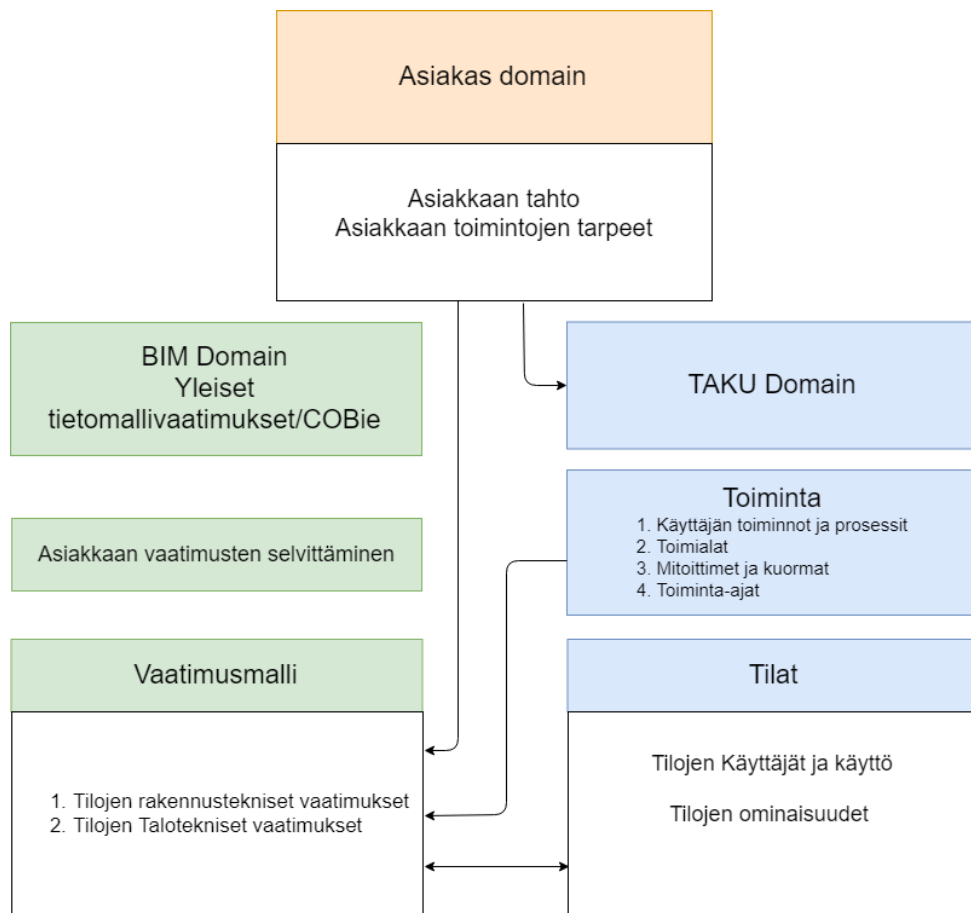 Asiakas domain
Asiakkaan tahto
Asiakkaan toimintojen tarpeet
BIM Domain
Yleiset
tietomallivaatimukset/COBie
TAKU Domain
Asiakkaan vaatimusten selvittäminen
Toiminta
1. Käyttäjän toiminnot ja prosessit
2. Toimialat
3. Mitoittimet ja kuormat
4. Toiminta-ajat
Vaatimusmalli
1. Tilojen rakennustekniset vaatimukset
2. Tilojen Talotekniset vaatimukset
Tilat
Tilojen Käyttäjät ja käyttö
Tilojen ominaisuudet